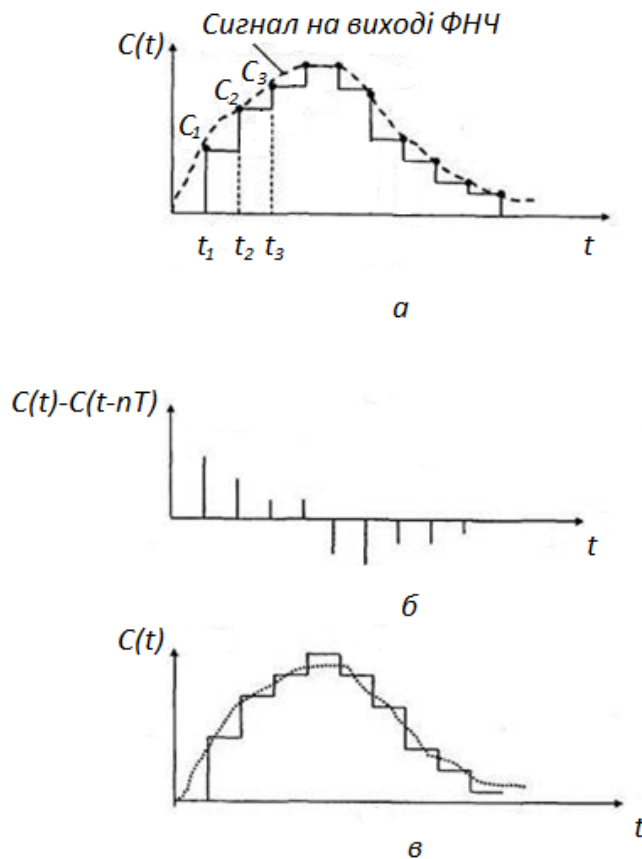 Сигнал на виході ФНЧ
C(t)
C₃
C₂
C₁
t₁ t₂ t₃ t
а
C(t)-C(t-nT)
t
б
C(t)
t
в